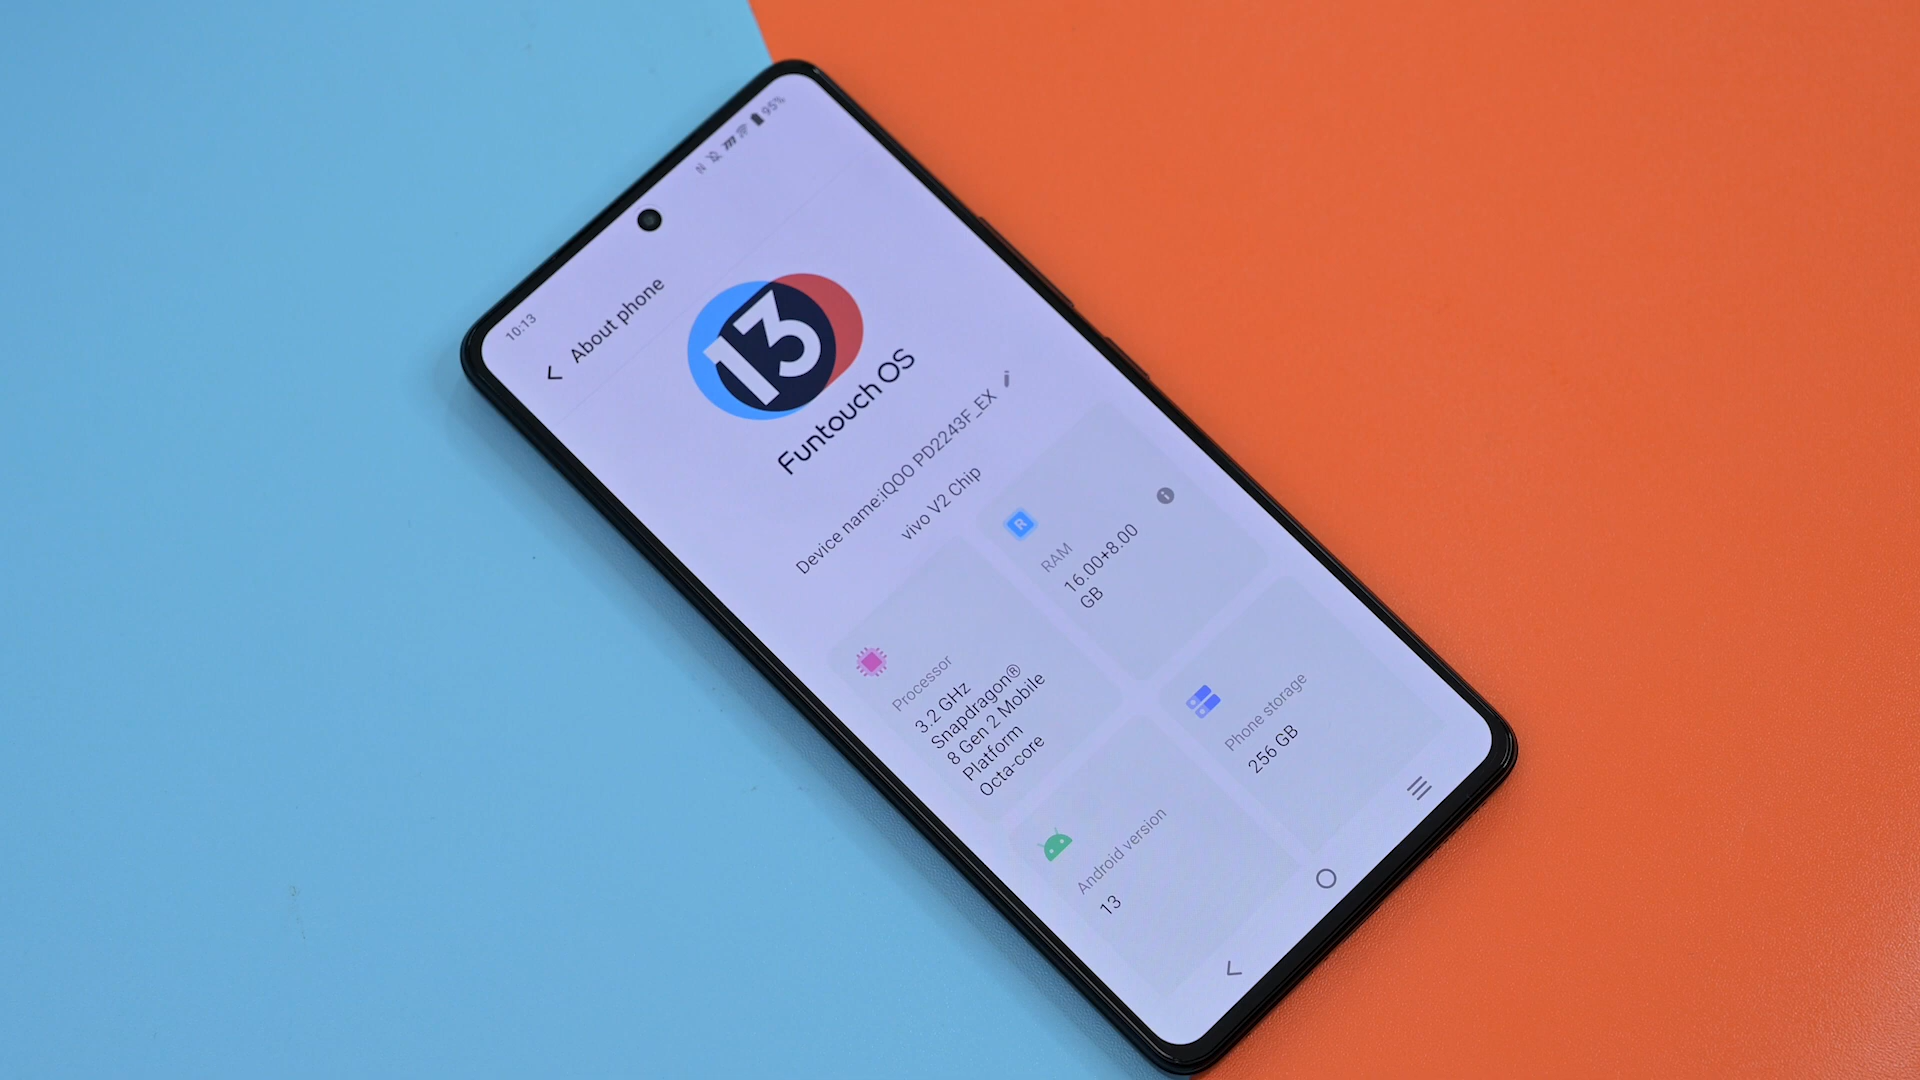 10:13
N
95%
About phone
13
Funtouch OS
Device name:iQOO PD2243F_EX
vivo V2 Chip
Processor
3.2 GHz
Snapdragon®
8 Gen 2 Mobile
Platform
Octa-core
R
RAM
16.00+8.00
GB
Android version
13
Phone storage
256 GB